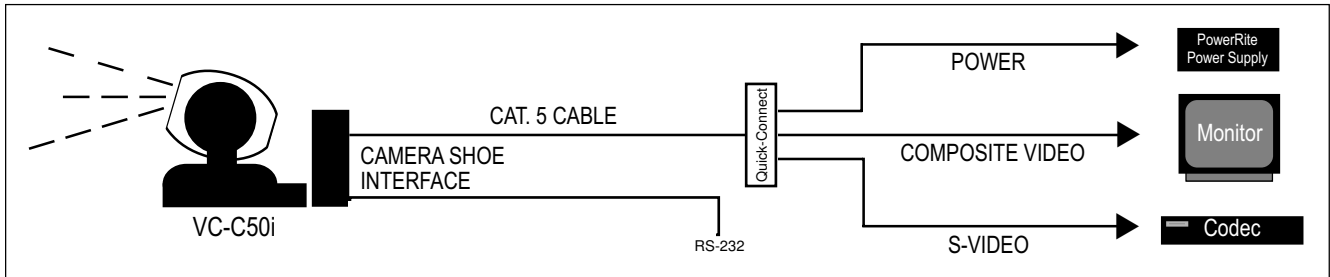 PowerRite
Power Supply
POWER
CAT. 5 CABLE
Quick-Connect
Monitor
COMPOSITE VIDEO
CAMERA SHOE
INTERFACE
VC-C50i
RS-232
S-VIDEO
Codec